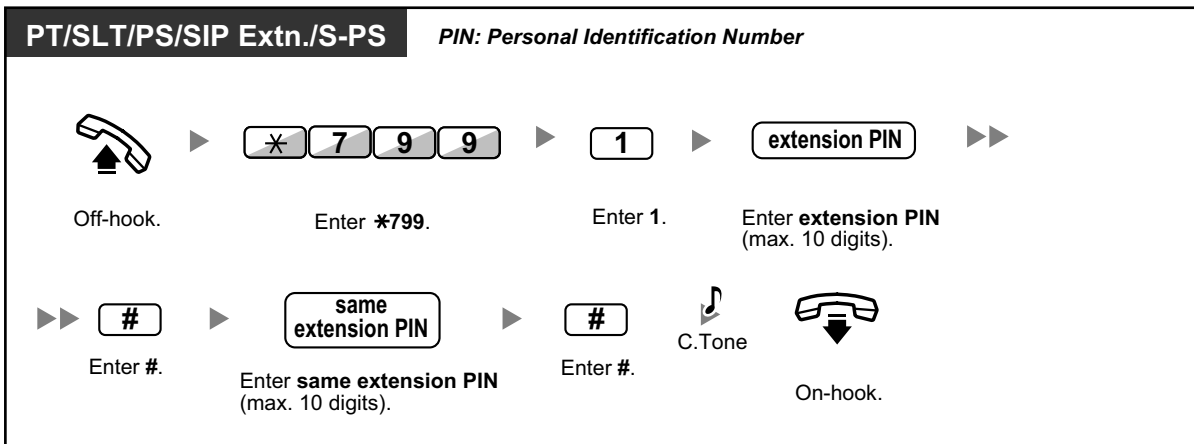 PT/SLT/PS/SIP Extn./S-PS PIN: Personal Identification Number
* 7 9 9 1 extension PIN
Off-hook. Enter *799. Enter 1. Enter extension PIN
(max. 10 digits).
# same
extension PIN #
C.Tone
Enter #. Enter same extension PIN
(max. 10 digits). Enter #. On-hook.